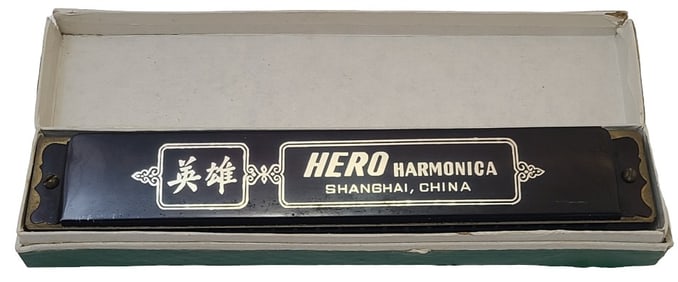 英雄
HERO HARMONICA
SHANGHAI, CHINA